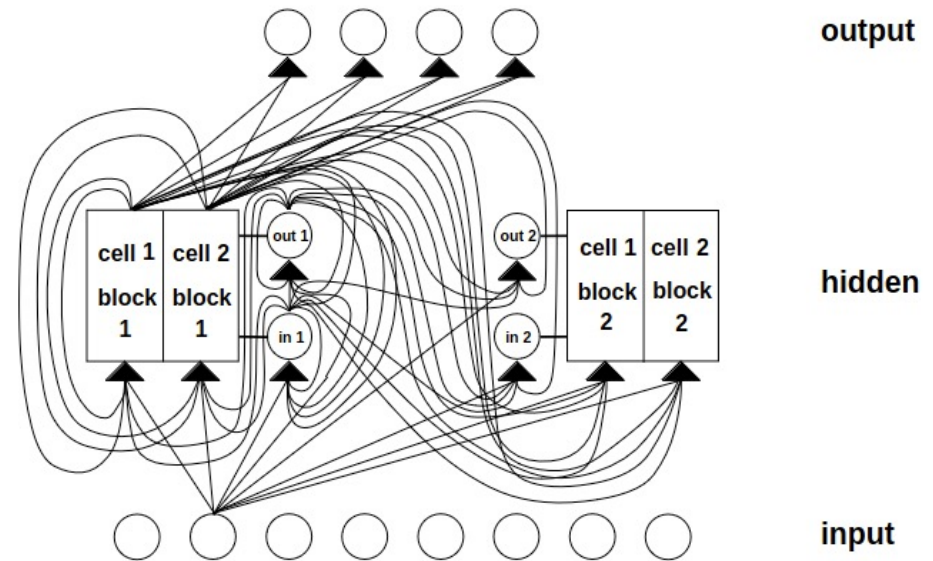 output
out 1
out 2
cell 1
cell 2
cell 1
cell 2
block
block
block
block
hidden
1
1
2
2
in 1
in 2
input